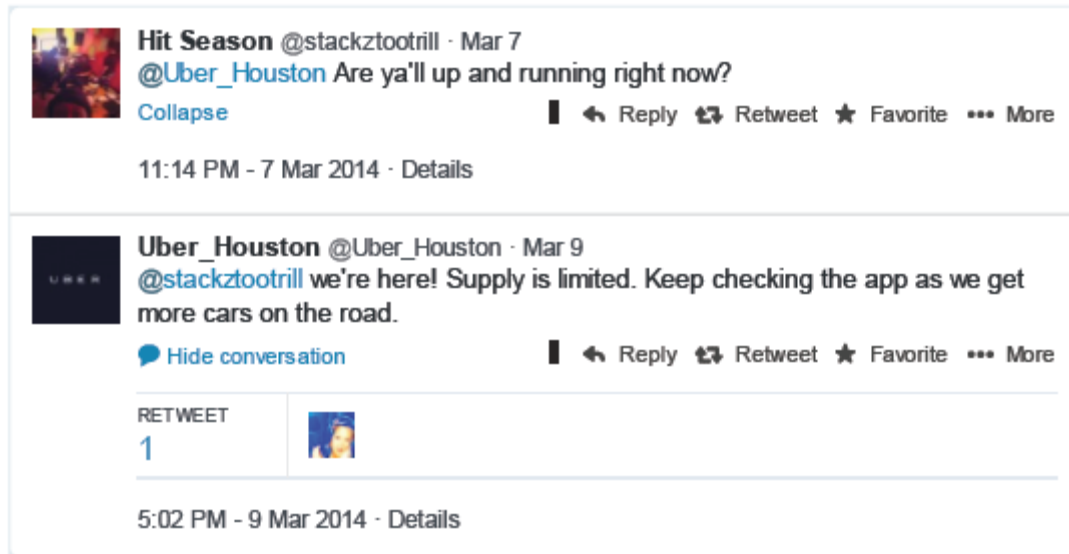 Hit Season @stackztootrill · Mar 7
@Uber_Houston Are ya'll up and running right now?
Collapse Reply Retweet Favorite More
11:14 PM - 7 Mar 2014 · Details
Uber_Houston @Uber_Houston · Mar 9
UBER
@stackztootrill we're here! Supply is limited. Keep checking the app as we get
more cars on the road.
Hide conversation Reply Retweet Favorite More
RETWEET
1
5:02 PM - 9 Mar 2014 · Details